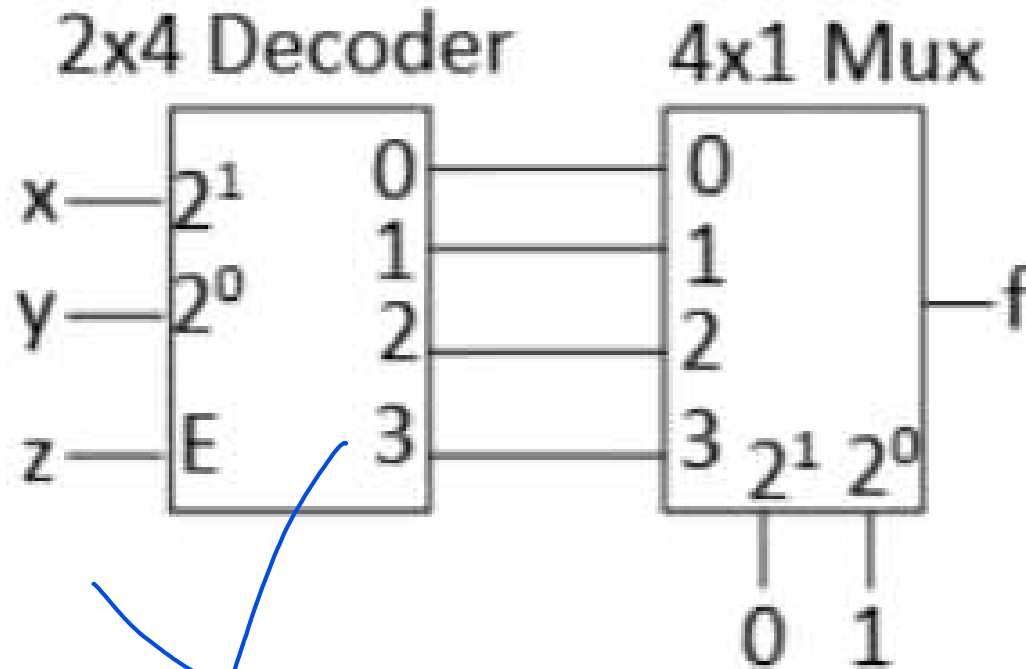 2x4 Decoder 4x1 Mux
x 2¹ 0 0
y 2⁰ 1 1 f
2 2
z E 3 3 2¹ 2⁰
0 1